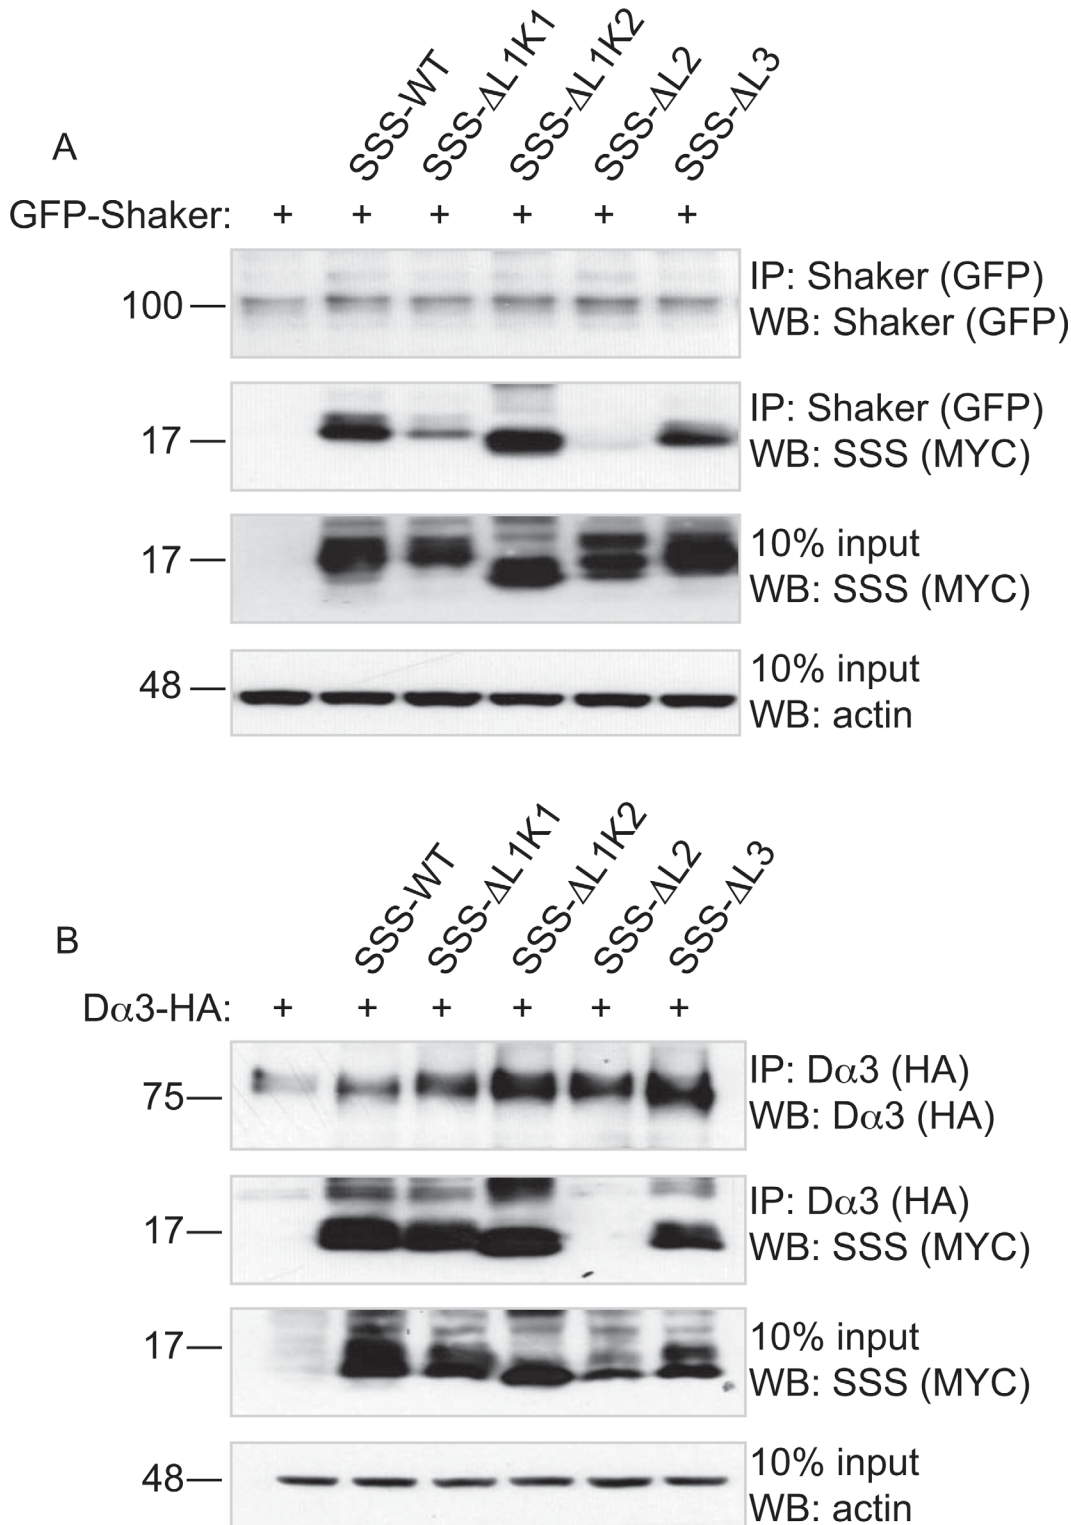 A
SSS-WT
SSS-ΔL1K1
SSS-ΔL1K2
SSS-ΔL2
SSS-ΔL3
GFP-Shaker: + + + + + +
100
IP: Shaker (GFP)
WB: Shaker (GFP)
17
IP: Shaker (GFP)
WB: SSS (MYC)
17
10% input
WB: SSS (MYC)
48
10% input
WB: actin
B
SSS-WT
SSS-ΔL1K1
SSS-ΔL1K2
SSS-ΔL2
SSS-ΔL3
Dα3-HA: + + + + + +
75
IP: Dα3 (HA)
WB: Dα3 (HA)
17
IP: Dα3 (HA)
WB: SSS (MYC)
17
10% input
WB: SSS (MYC)
48
10% input
WB: actin